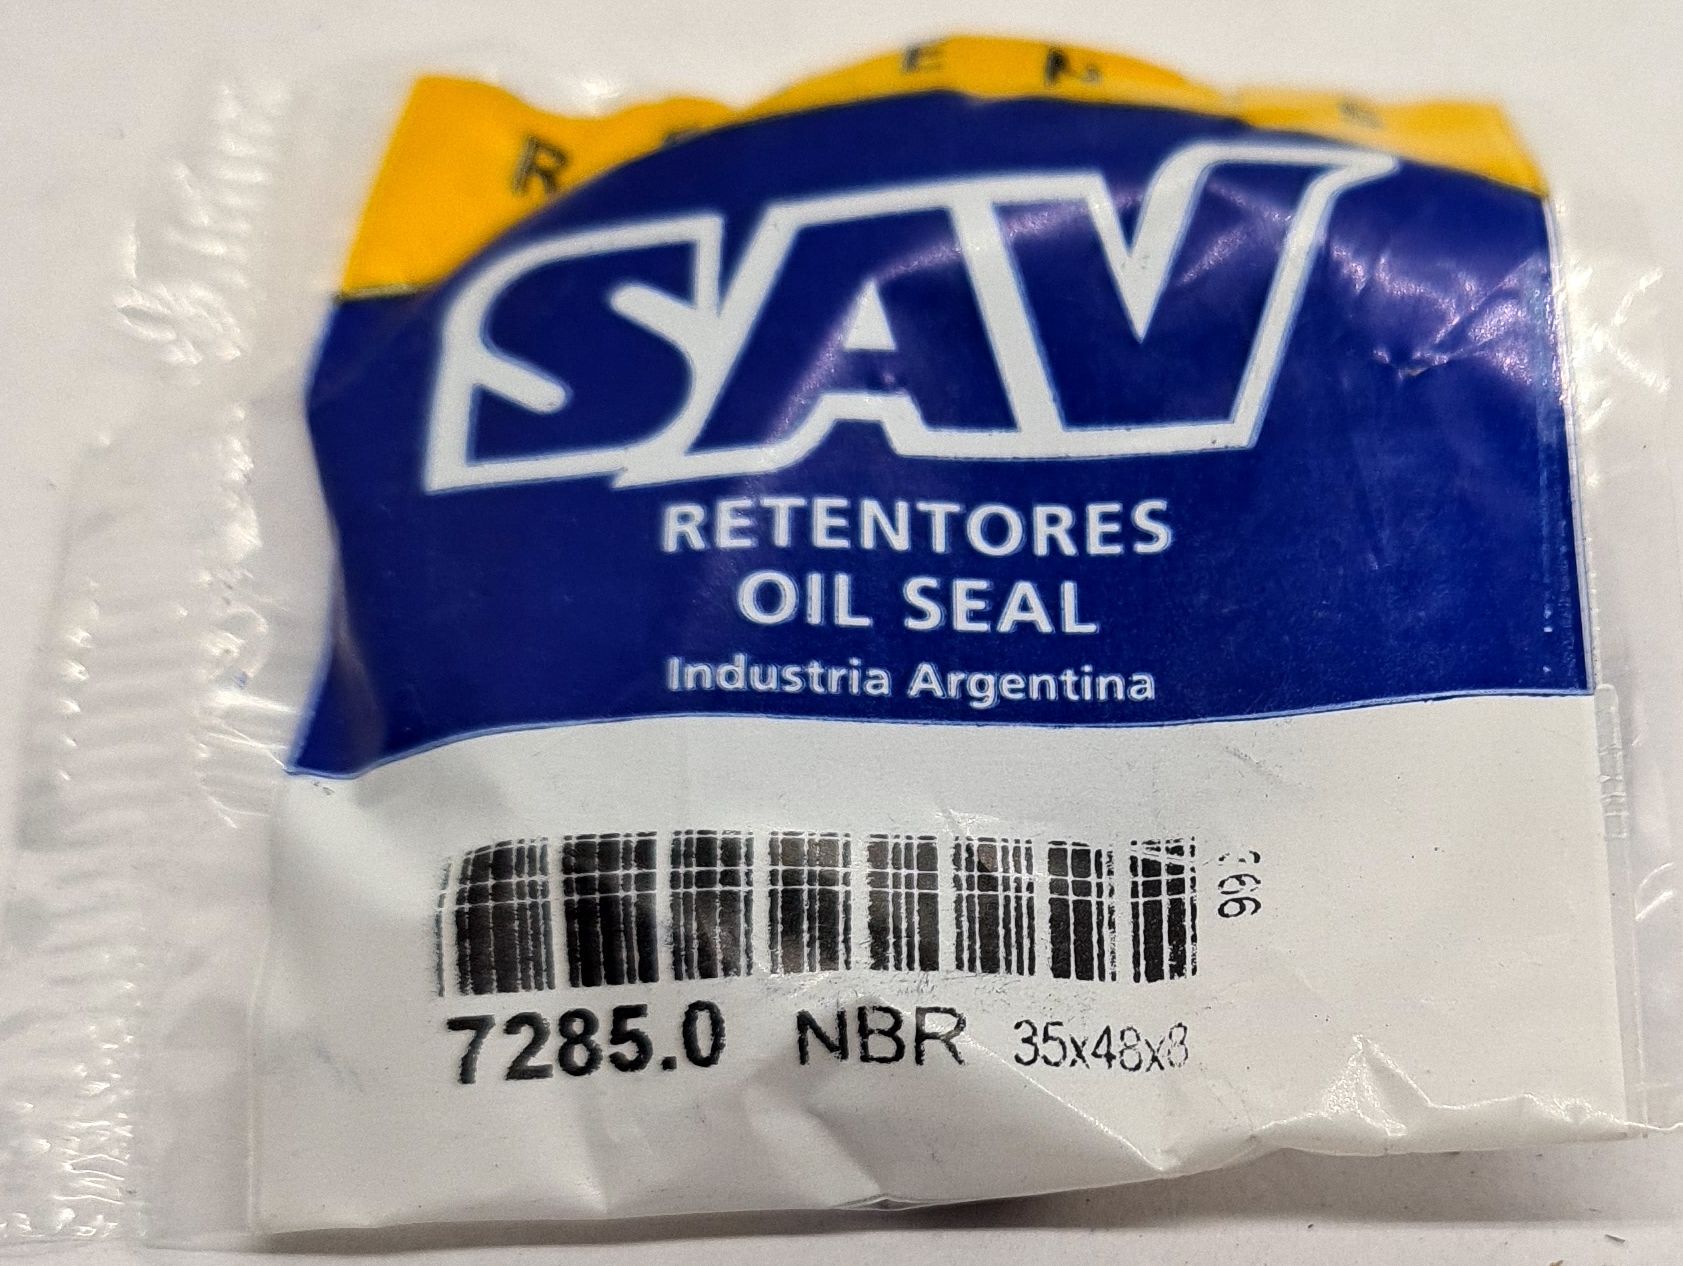 SAV
RETENTORES
OIL SEAL
Industria Argentina
7285.0 NBR 35x48x8